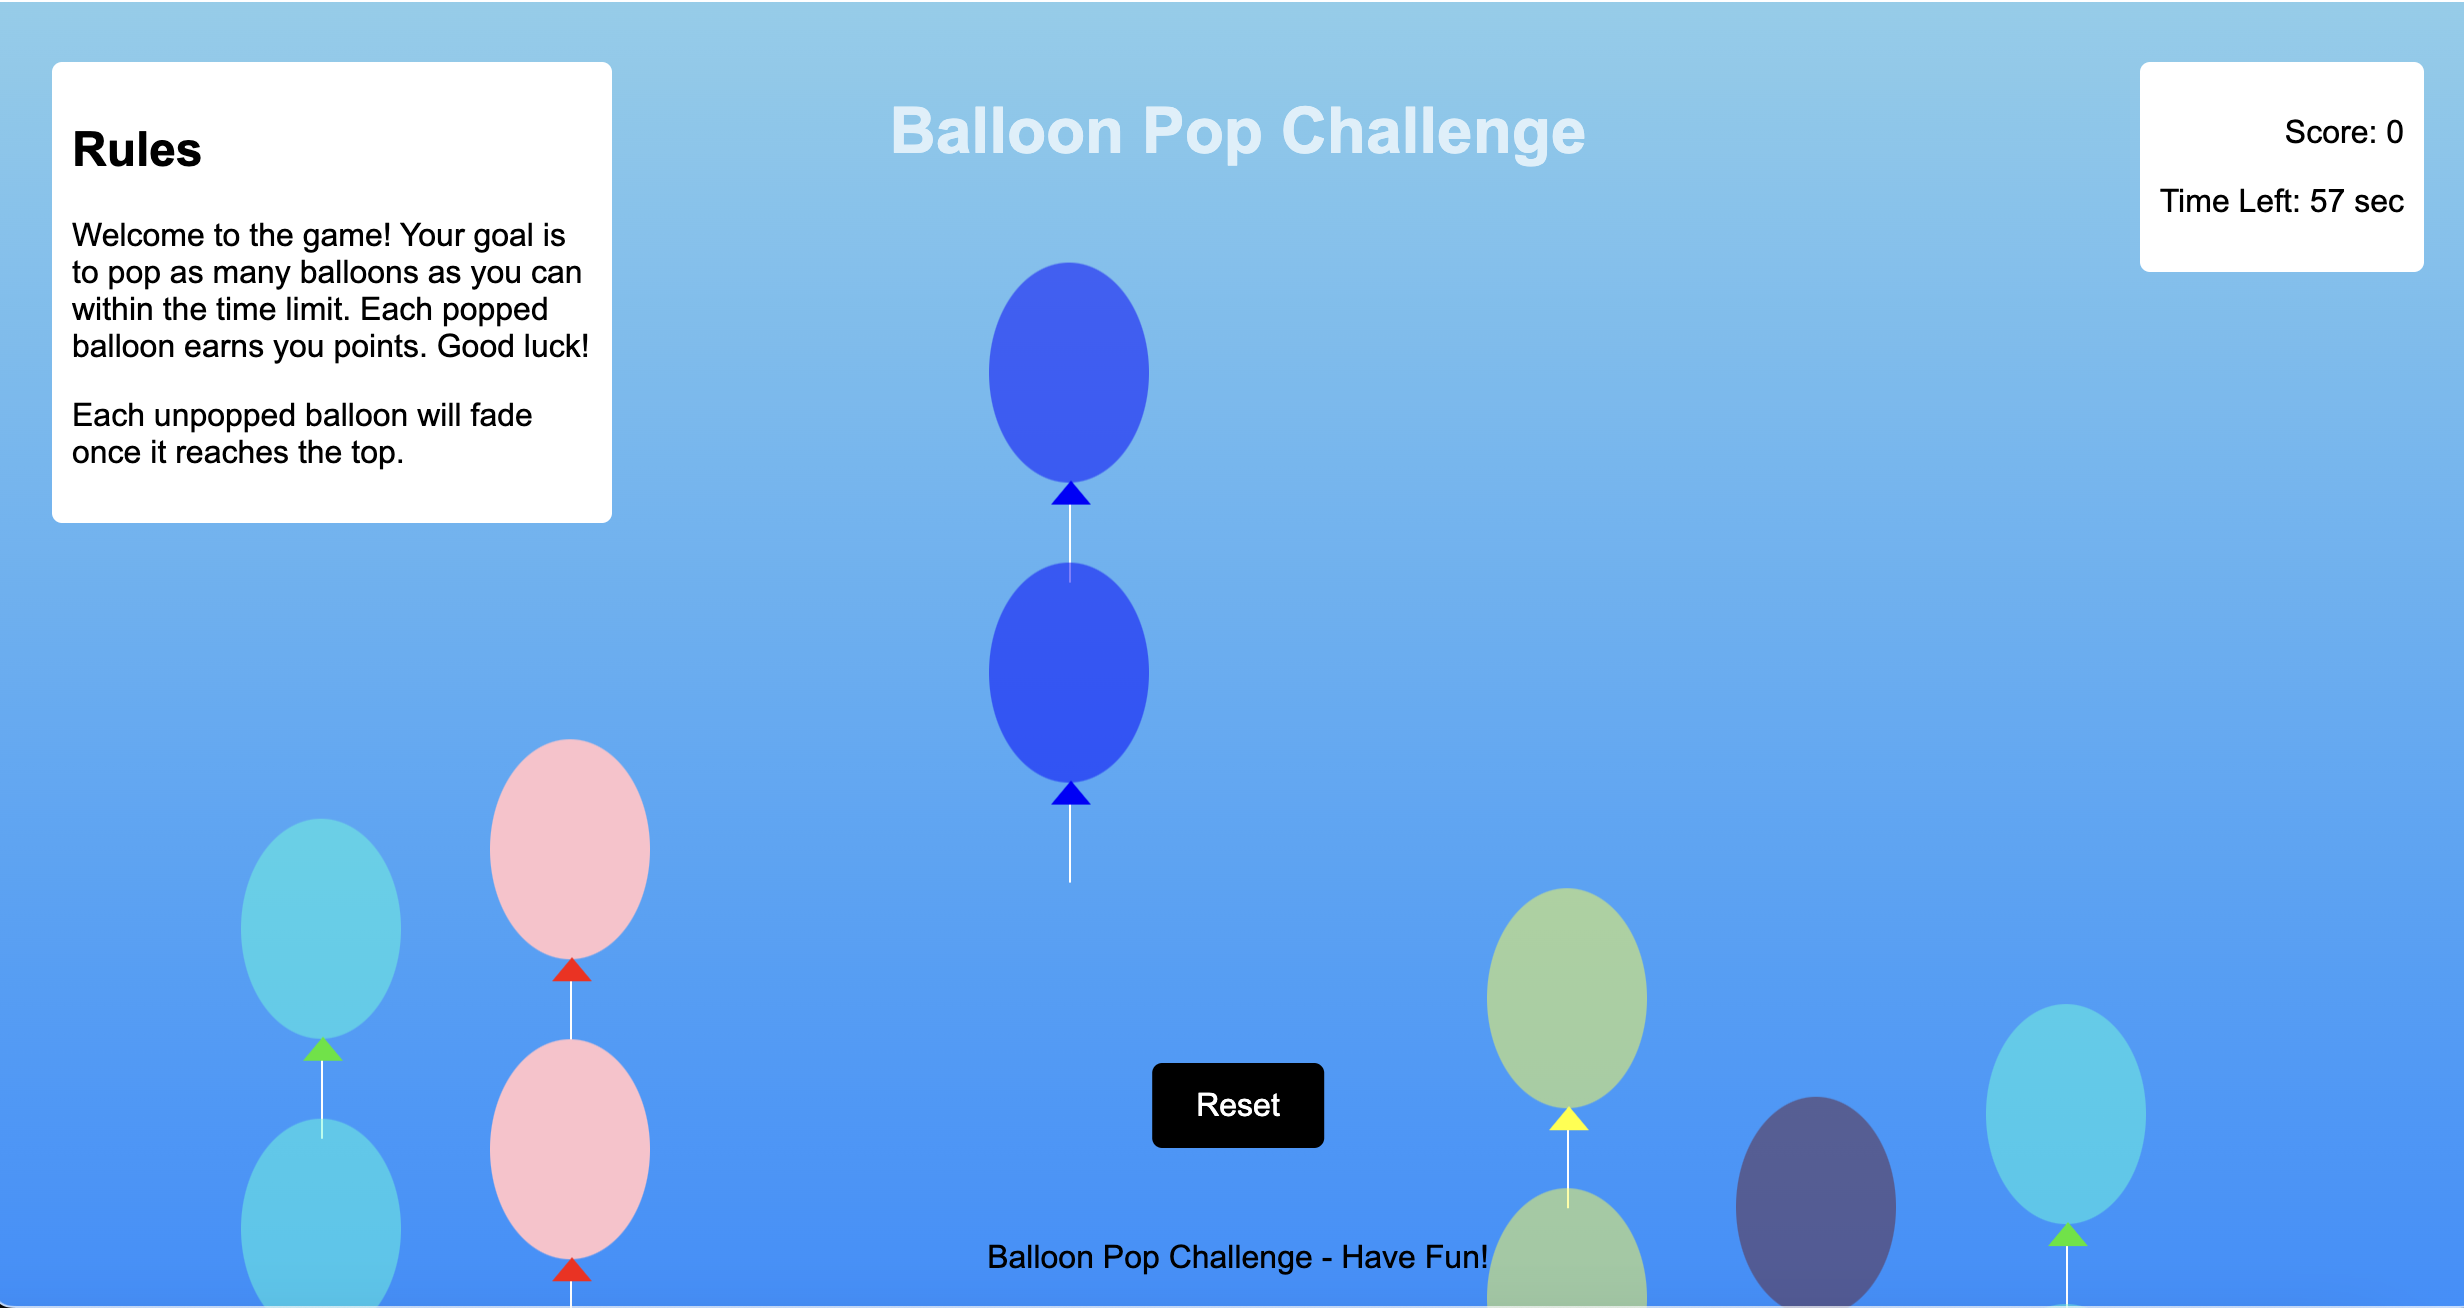 Balloon Pop Challenge
Rules
Welcome to the game! Your goal is
to pop as many balloons as you can
within the time limit. Each popped
balloon earns you points. Good luck!
Each unpopped balloon will fade
once it reaches the top.
Score: 0
Time Left: 57 sec
Reset
Balloon Pop Challenge - Have Fun!